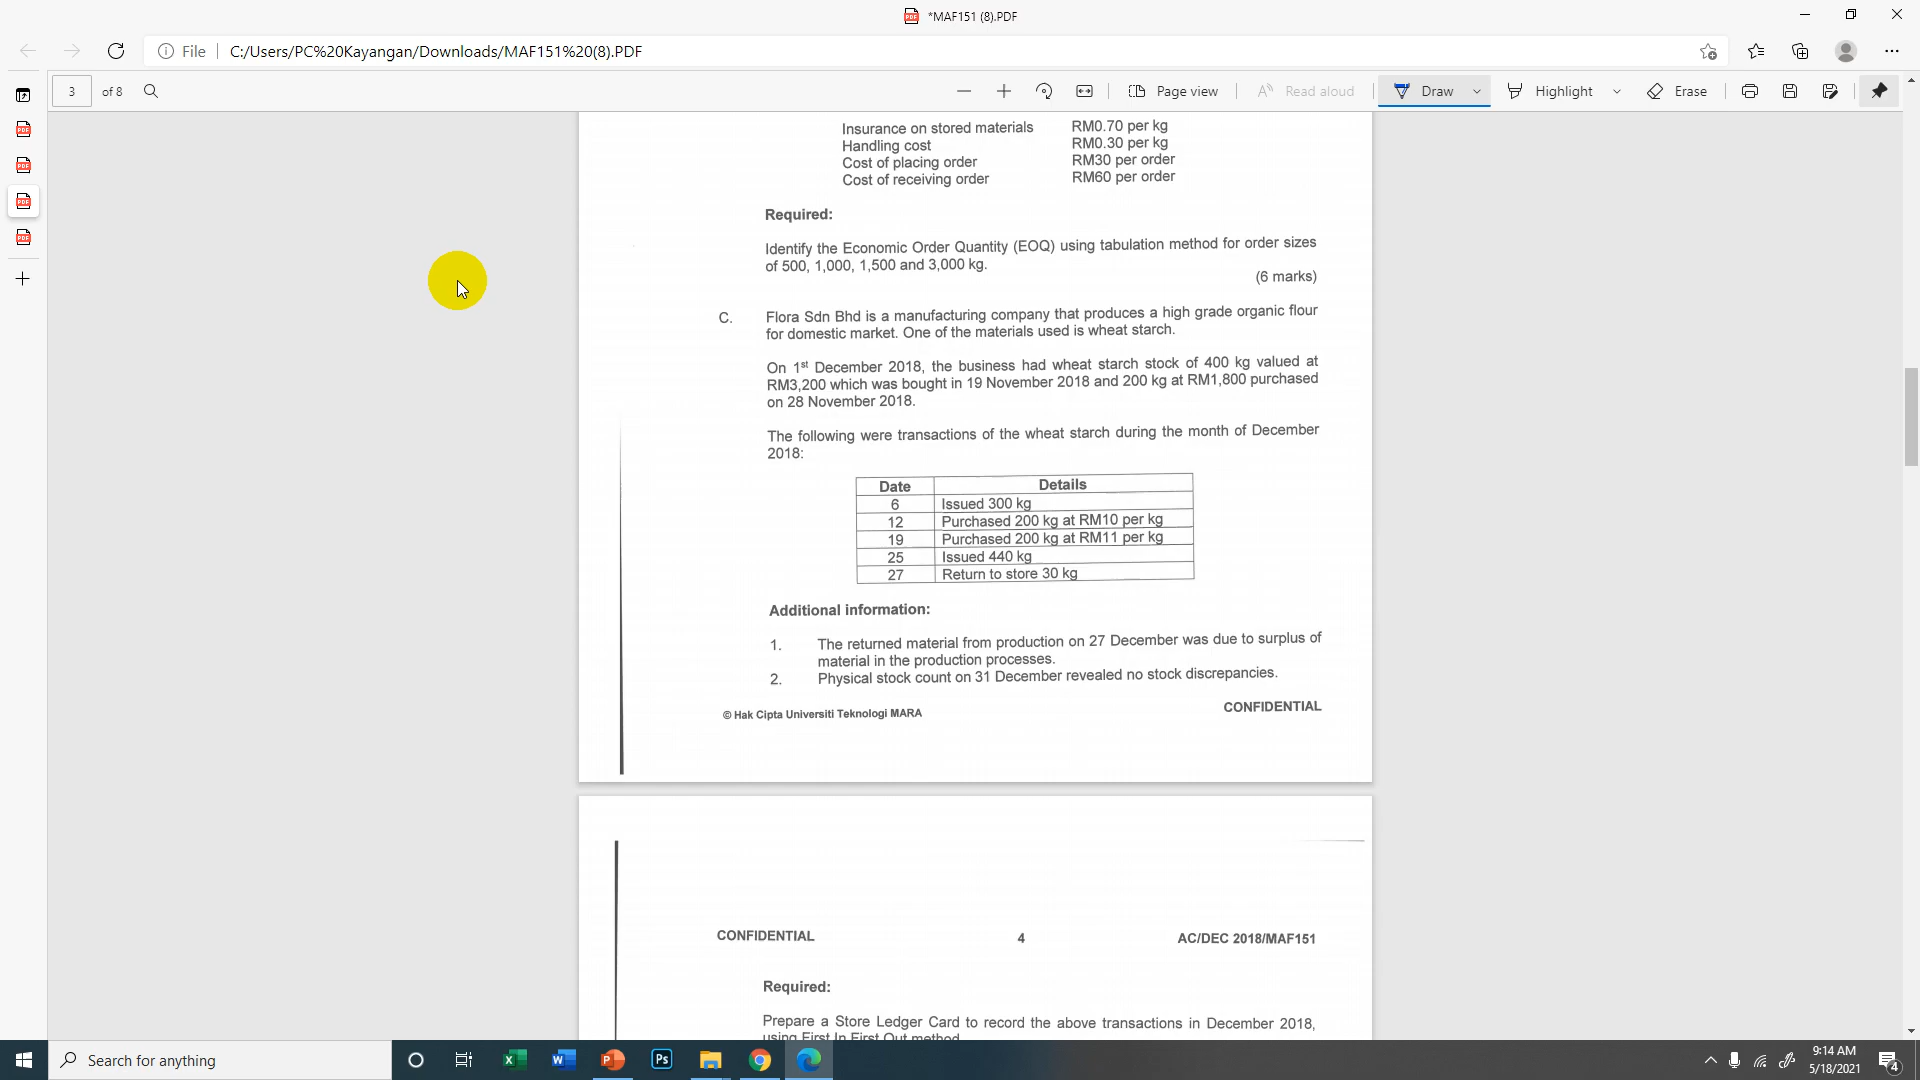 *MAF151 (8).PDF
File C:/Users/PC%20Kayangan/Downloads/MAF151%20(8).PDF
3 of 8 Page view Read aloud Draw Highlight Erase
Insurance on stored materials RM0.70 per kg
Handling cost RM0.30 per kg
Cost of placing order RM30 per order
Cost of receiving order RM60 per order
Required:
Identify the Economic Order Quantity (EOQ) using tabulation method for order sizes
of 500, 1,000, 1,500 and 3,000 kg.
(6 marks)
C. Flora Sdn Bhd is a manufacturing company that produces a high grade organic flour
for domestic market. One of the materials used is wheat starch.
On 1st December 2018, the business had wheat starch stock of 400 kg valued at
RM3,200 which was bought in 19 November 2018 and 200 kg at RM1,800 purchased
on 28 November 2018.
The following were transactions of the wheat starch during the month of December
2018:
Date Details
6 Issued 300 kg
12 Purchased 200 kg at RM10 per kg
19 Purchased 200 kg at RM11 per kg
25 Issued 440 kg
27 Return to store 30 kg
Additional information:
1. The returned material from production on 27 December was due to surplus of
material in the production processes.
2. Physical stock count on 31 December revealed no stock discrepancies.
© Hak Cipta Universiti Teknologi MARA CONFIDENTIAL
CONFIDENTIAL 4 AC/DEC 2018/MAF151
Required:
Prepare a Store Ledger Card to record the above transactions in December 2018,
using First In First Out method.
Search for anything
9:14 AM
5/18/2021
4